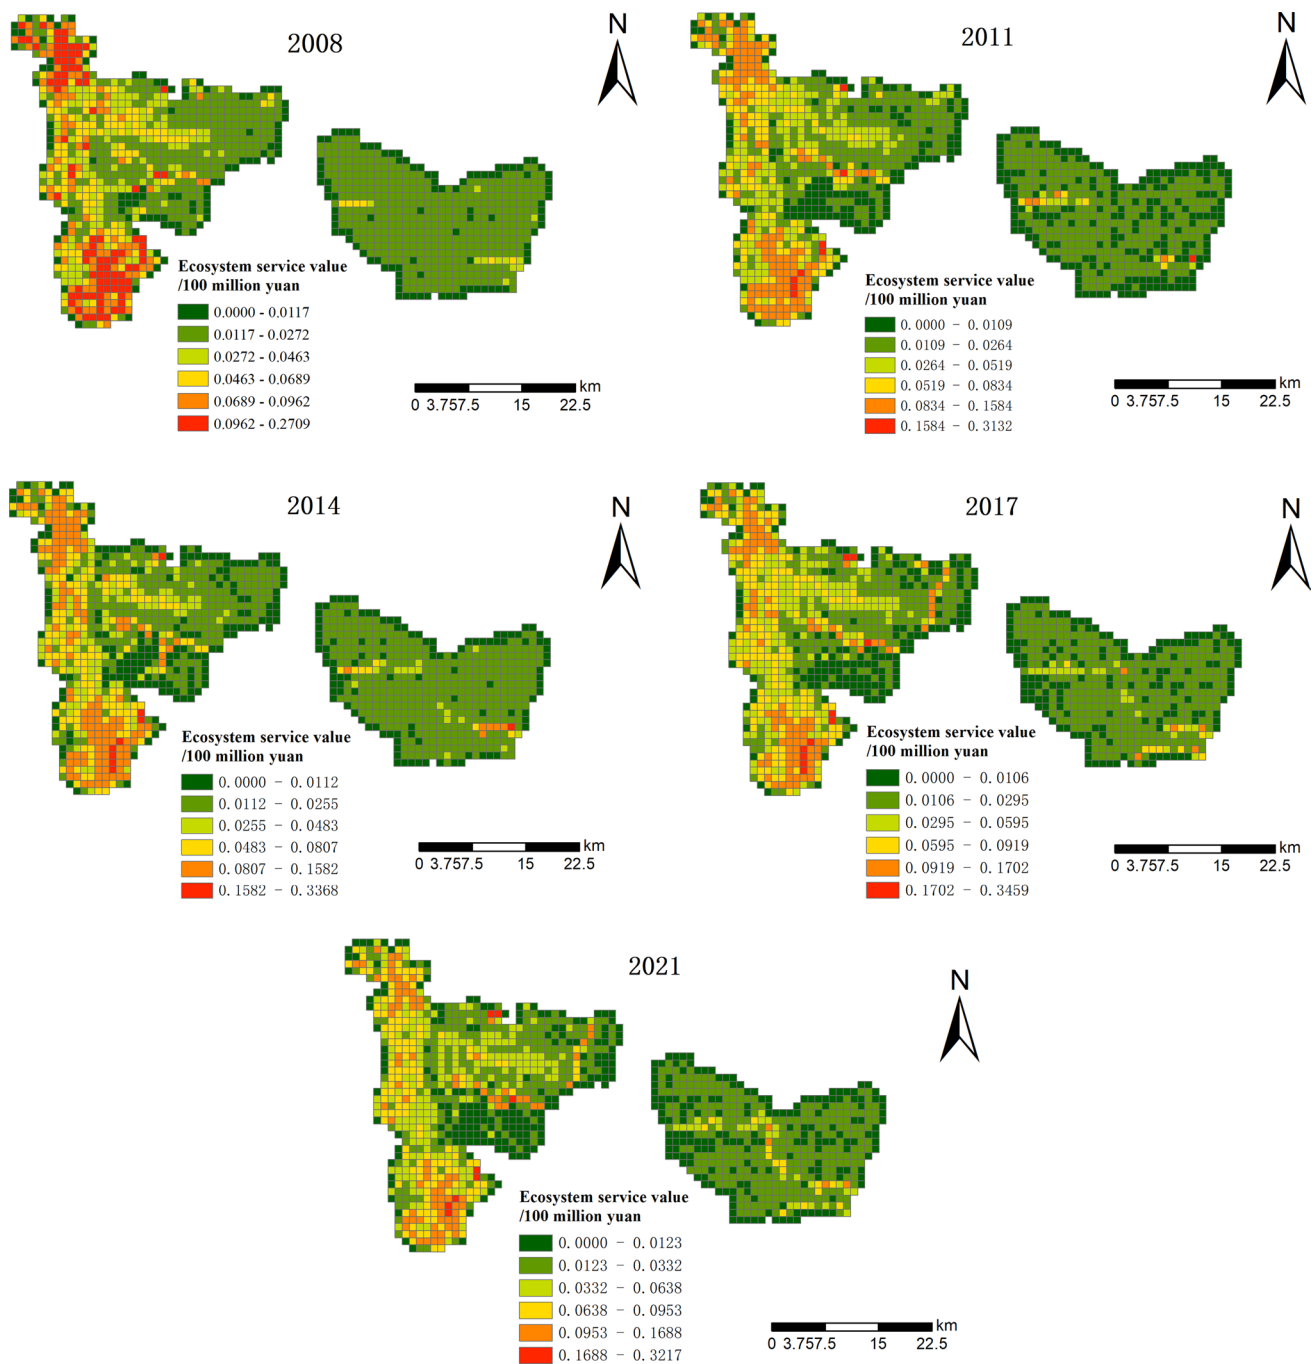 2008
N
Ecosystem service value
/100 million yuan
0.0000 - 0.0117
0.0117 - 0.0272
0.0272 - 0.0463
0.0463 - 0.0689
0.0689 - 0.0962
0.0962 - 0.2709
km
0 3.757.5 15 22.5
2011
N
Ecosystem service value
/100 million yuan
0.0000 - 0.0109
0.0109 - 0.0264
0.0264 - 0.0519
0.0519 - 0.0834
0.0834 - 0.1584
0.1584 - 0.3132
km
0 3.757.5 15 22.5
2014
N
Ecosystem service value
/100 million yuan
0.0000 - 0.0112
0.0112 - 0.0255
0.0255 - 0.0483
0.0483 - 0.0807
0.0807 - 0.1582
0.1582 - 0.3368
km
0 3.757.5 15 22.5
2017
N
Ecosystem service value
/100 million yuan
0.0000 - 0.0106
0.0106 - 0.0295
0.0295 - 0.0595
0.0595 - 0.0919
0.0919 - 0.1702
0.1702 - 0.3459
km
0 3.757.5 15 22.5
2021
N
Ecosystem service value
/100 million yuan
0.0000 - 0.0123
0.0123 - 0.0332
0.0332 - 0.0638
0.0638 - 0.0953
0.0953 - 0.1688
0.1688 - 0.3217
km
0 3.757.5 15 22.5